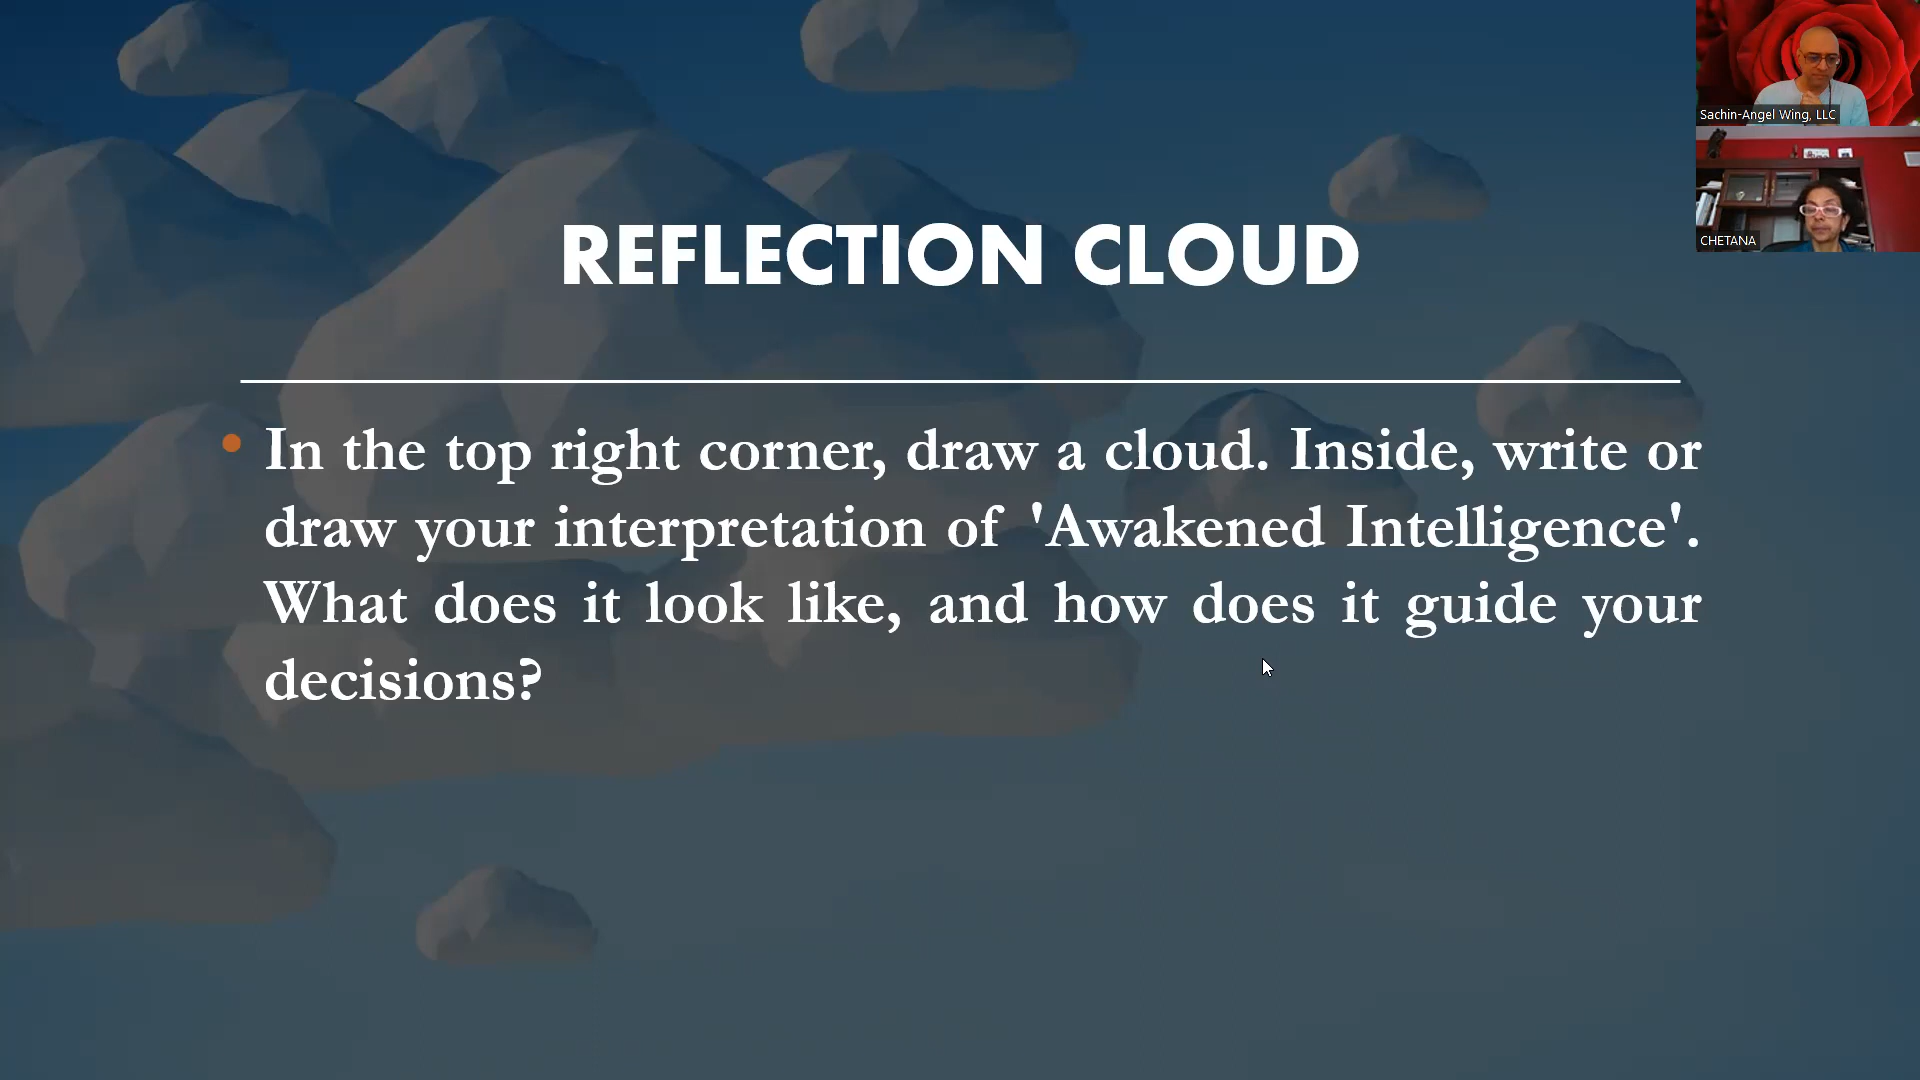 Sachin-Angel Wing, LLC
CHETANA
REFLECTION CLOUD
In the top right corner, draw a cloud. Inside, write or
draw your interpretation of 'Awakened Intelligence'.
What does it look like, and how does it guide your
decisions?